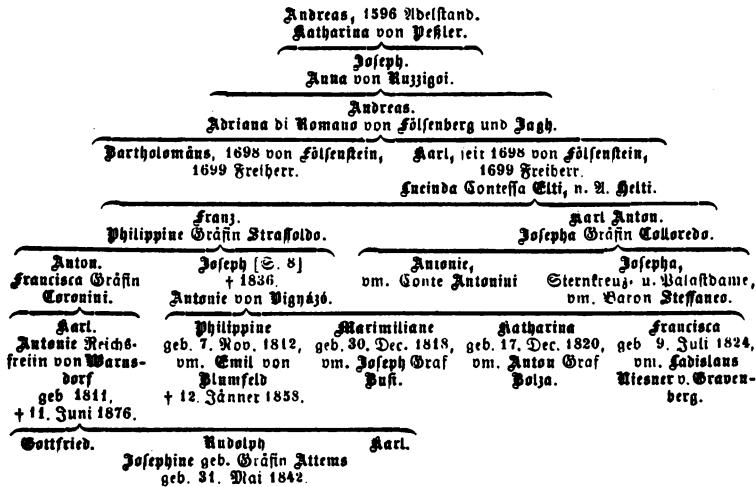 Andreas, 1596 Adelstand.
Katharina von Peßler.
Joseph.
Anna von Ruzzigoi.
Andreas.
Adriana di Romano von Fölsenberg und Jagh.
Bartholomäus, 1698 von Fölsenstein,
1699 Freiherr.
Karl, seit 1698 von Fölsenstein,
1699 Freiherr.
Lucinda Contessa Elti, n. A. Helti.
Franz.
Philippine Gräfin Strassoldo.
Karl Anton.
Josepha Gräfin Colloredo.
Anton.
Francisca Gräfin
Coronini.
Joseph [S. 8]
† 1836.
Antonie von Vignázó.
Antonie,
vm. Conte Antonini
Josepha,
Sternkreuz- u. Palastdame,
vm. Baron Steffaneo.
Karl.
Antonie Reichs-
freiin von Warns-
dorf
geb 1811,
† 11. Juni 1876.
Philippine
geb. 7. Nov. 1812,
vm. Emil von
Blumfeld
† 12. Jänner 1858.
Maximiliane
geb. 30. Dec. 1818,
vm. Joseph Graf
Busi.
Katharina
geb. 17. Dec. 1820,
vm. Anton Graf
Bolza.
Francisca
geb 9. Juli 1824,
vm. Ladislaus
Niesner v. Graven-
berg.
Gottfried.
Rudolph
Josephine geb. Gräfin Attems
geb. 31. Mai 1842.
Karl.